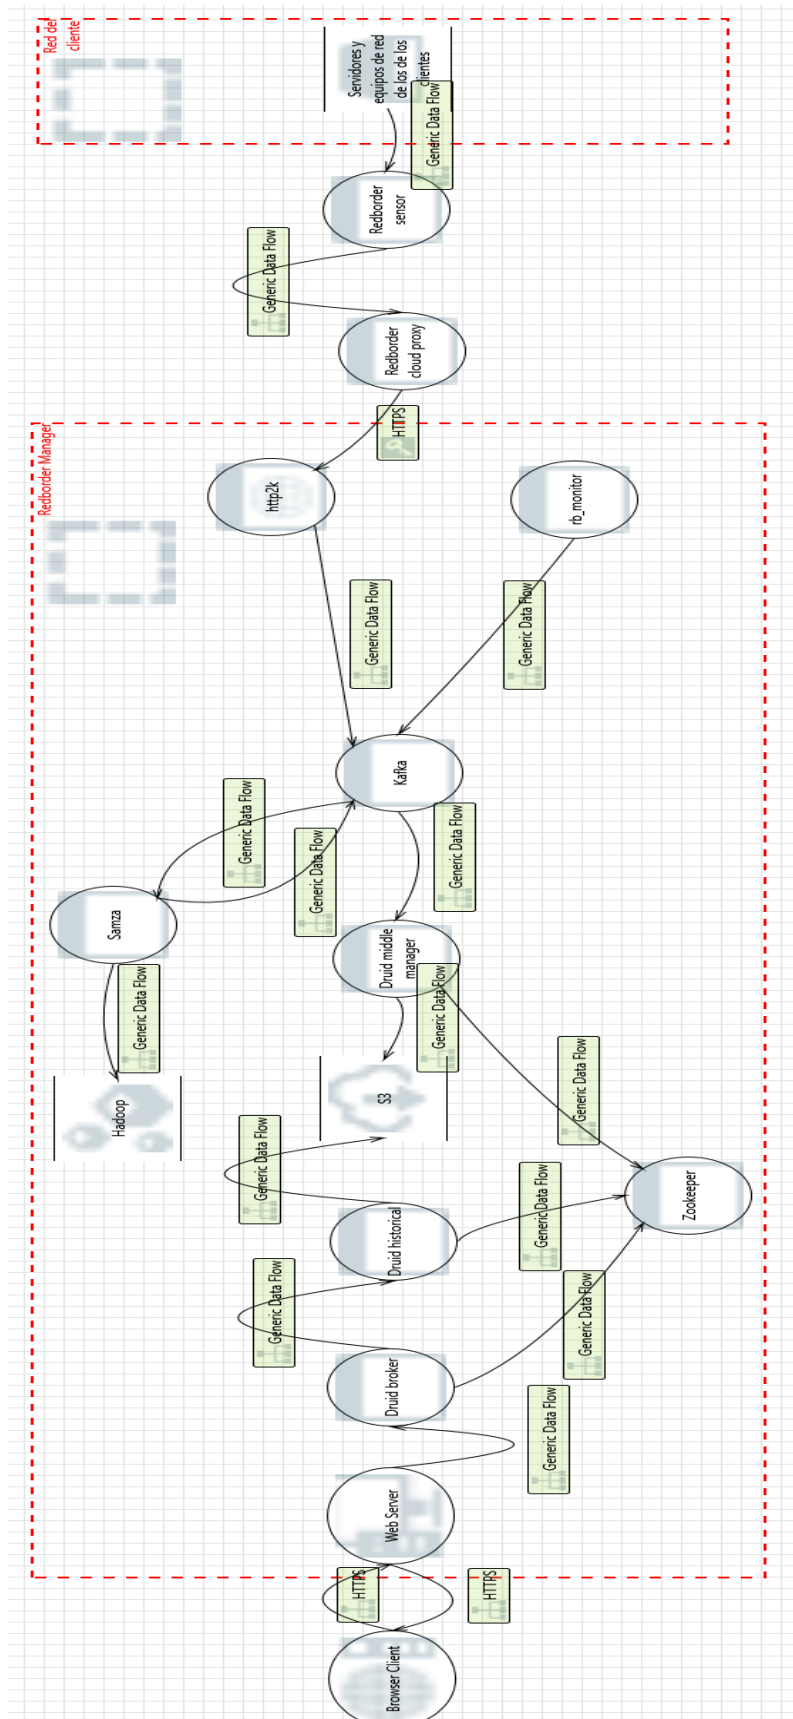 Red del
cliente
Servidores y
equipos de red
de los de los
clientes
Generic Data Flow
Redborder
sensor
Generic Data Flow
Redborder
cloud proxy
HTTPS
Redborder Manager
http2k
rb_monitor
Generic Data Flow
Generic Data Flow
Kafka
Generic Data Flow
Generic Data Flow
Generic Data Flow
Samza
Druid middle
manager
Generic Data Flow
Generic Data Flow
Generic Data Flow
Hadoop
S3
Generic Data Flow
Generic Data Flow
Zookeeper
Druid historical
Generic Data Flow
Generic Data Flow
Druid broker
Generic Data Flow
Web Server
HTTPS
HTTPS
Browser Client